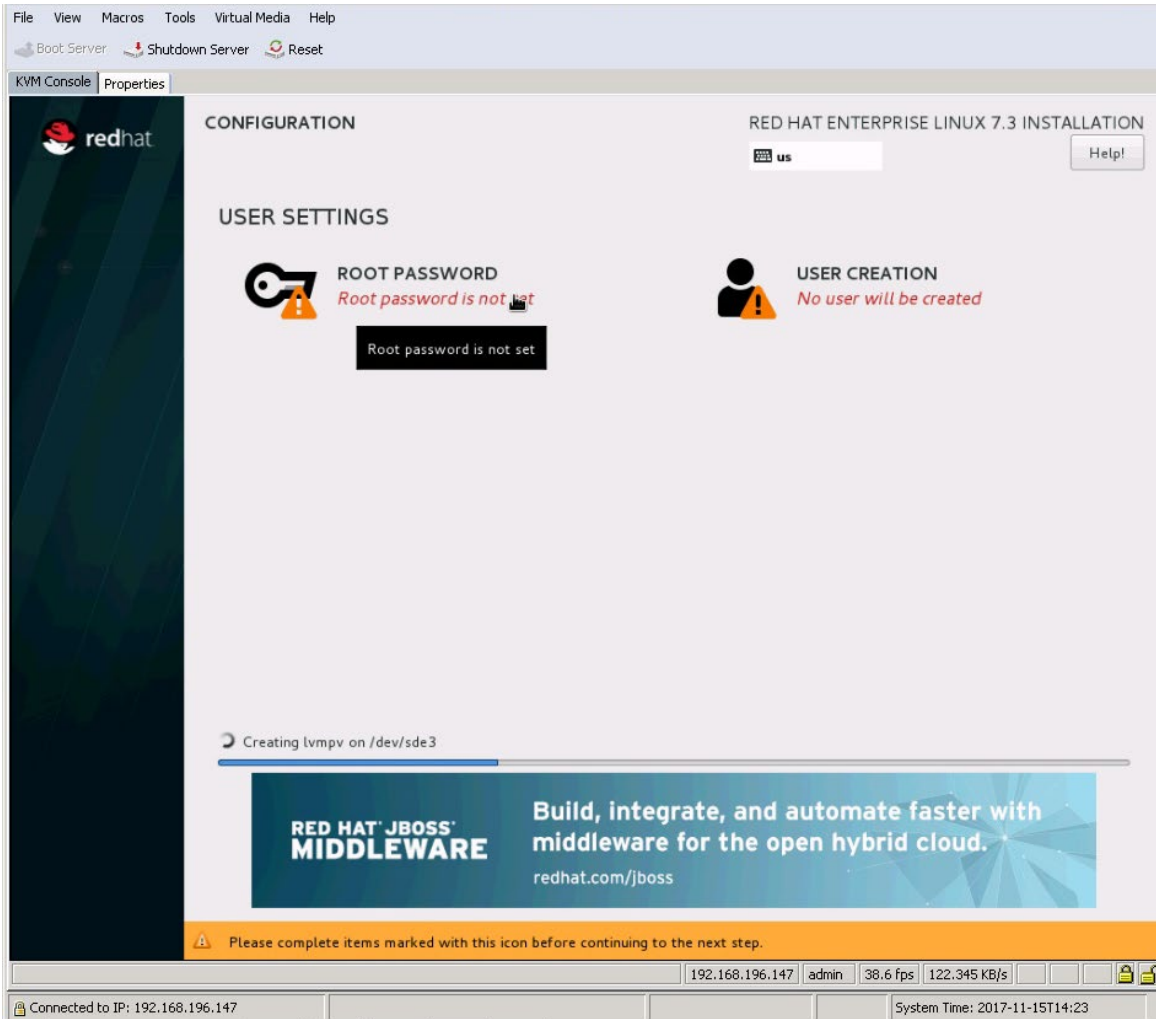 File View Macros Tools Virtual Media Help
Boot Server Shutdown Server Reset
KVM Console Properties
redhat
CONFIGURATION
RED HAT ENTERPRISE LINUX 7.3 INSTALLATION
us
Help!
USER SETTINGS
ROOT PASSWORD
Root password is not set
USER CREATION
No user will be created
Root password is not set
Creating lvmpv on /dev/sde3
RED HAT JBOSS
MIDDLEWARE
Build, integrate, and automate faster with
middleware for the open hybrid cloud.
redhat.com/jboss
Please complete items marked with this icon before continuing to the next step.
192.168.196.147 admin 38.6 fps 122.345 KB/s
Connected to IP: 192.168.196.147 System Time: 2017-11-15T14:23